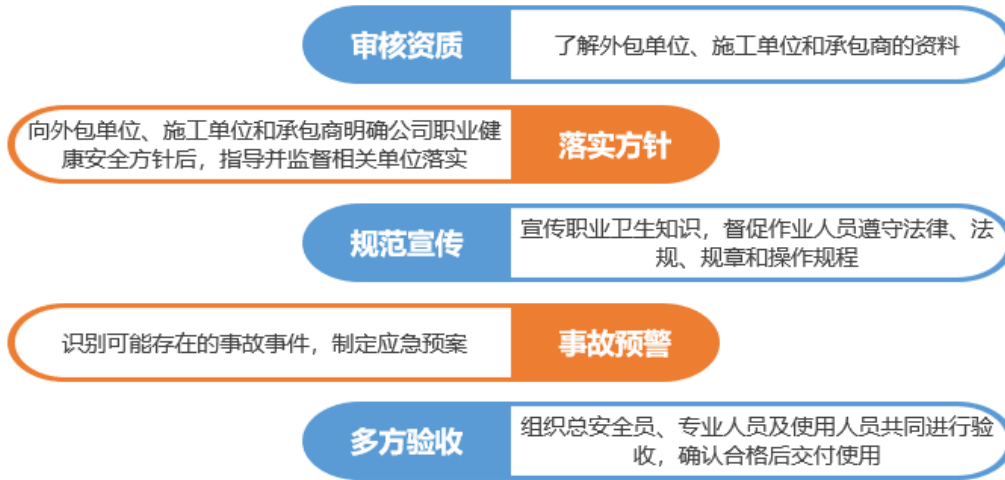 审核资质
了解外包单位、施工单位和承包商的资料
向外包单位、施工单位和承包商明确公司职业健
康安全方针后，指导并监督相关单位落实
落实方针
规范宣传
宣传职业卫生知识，督促作业人员遵守法律、法
规、规章和操作规程
识别可能存在的事故事件，制定应急预案
事故预警
多方验收
组织总安全员、专业人员及使用人员共同进行验
收，确认合格后交付使用